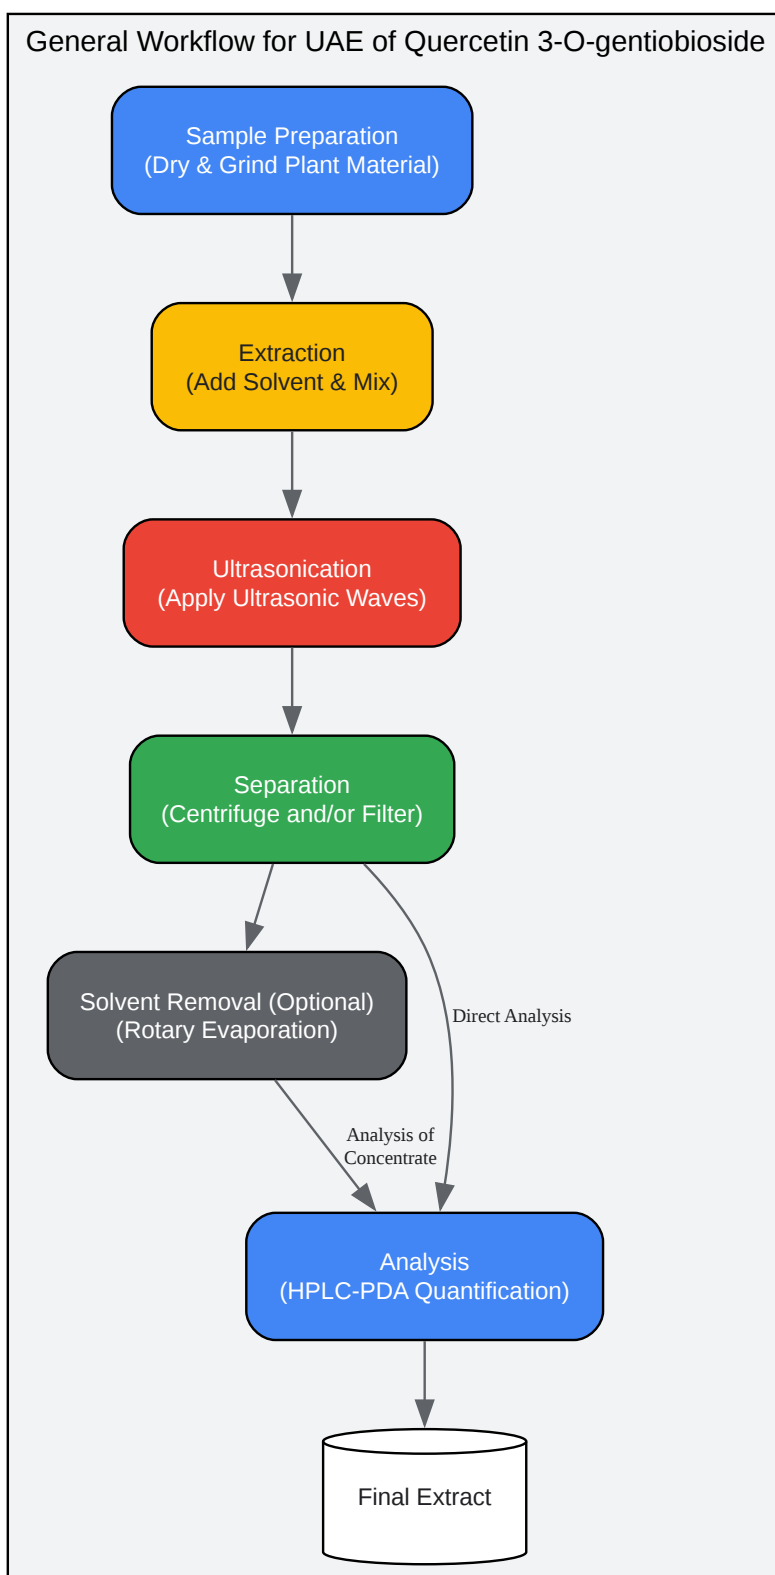 General Workflow for UAE of Quercetin 3-O-gentiobioside
Sample Preparation
(Dry & Grind Plant Material)
Extraction
(Add Solvent & Mix)
Ultrasonication
(Apply Ultrasonic Waves)
Separation
(Centrifuge and/or Filter)
Solvent Removal (Optional)
(Rotary Evaporation)
Direct Analysis
Analysis of
Concentrate
Analysis
(HPLC-PDA Quantification)
Final Extract